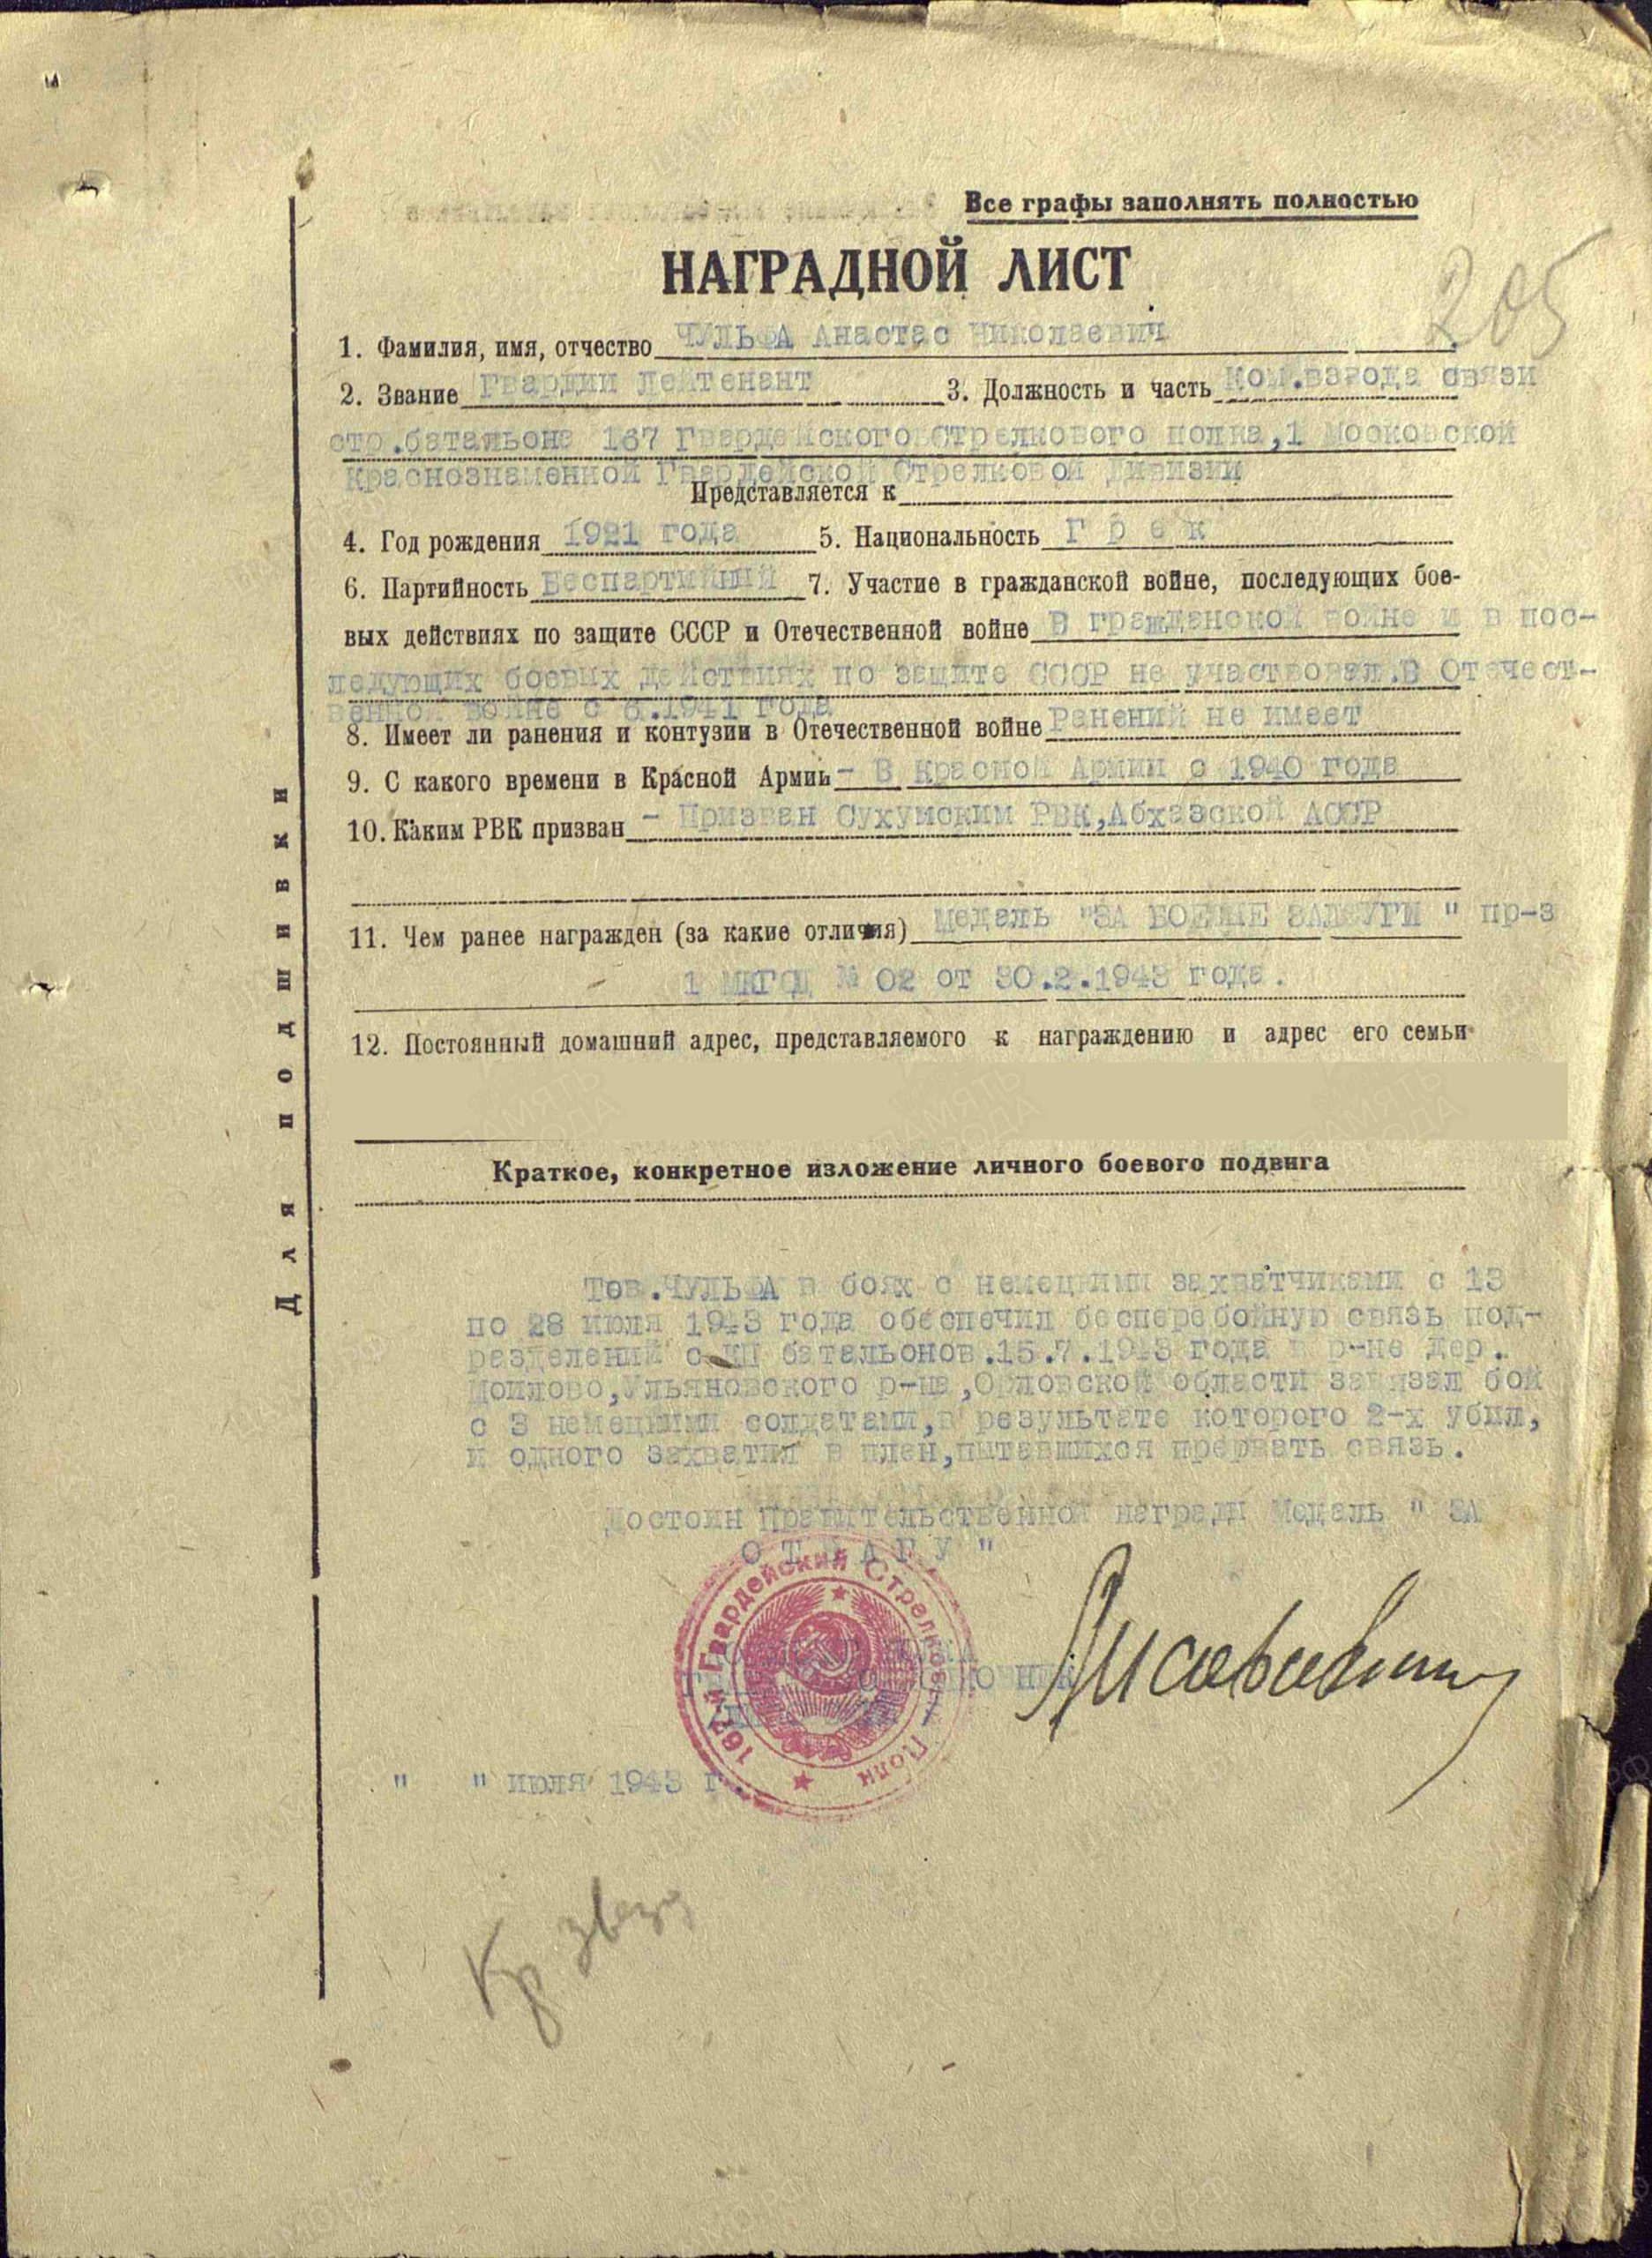 Все графы заполнять полностью
205
НАГРАДНОЙ ЛИСТ
1. Фамилия, имя, отчество ЧУЛЬФА Анастас Николаевич
2. Звание Гвардии Лейтенант 3. Должность и часть Ком.взвода связи
стр.батальона 167 Гвардейского Стрелкового полка,1 Московской
Краснознаменной Гвардейской Стрелковой Дивизии
Представляется к
4. Год рождения 1921 года 5. Национальность Г р е к
6. Партийность Беспартийный 7. Участие в гражданской войне, последующих бое-
вых действиях по защите СССР и Отечественной войне В гражданской войне и в пос-
ледующих боевых действиях по защите СССР не участвовал.В Отечест-
венной войне с 8.1941 года
8. Имеет ли ранения и контузии в Отечественной войне Ранений не имеет
9. С какого времени в Красной Армии - В Красной Армии с 1940 года
10. Каким РВК призван - Призван Сухумским РВК,Абхазской АССР
11. Чем ранее награжден (за какие отличия) Медаль "ЗА БОЕВЫЕ ЗАЛСУГИ " пр-з
1 МКГСД № 02 от 30.2.1943 года.
12. Постоянный домашний адрес, представляемого к награждению и адрес его семьи
Краткое, конкретное изложение личного боевого подвига
Тов.ЧУЛЬФА в боях с немецкими захватчиками с 13
по 28 июля 1943 года обеспечил бесперебойную связь под-
разделений с КП батальонов.15.7.1943 года в р-не дер.
Моилово,Ульяновского р-на,Орловской области завязал бой
с 3 немецкими солдатами,в результате которого 2-х убил,
и одного захватил в плен,пытавшихся прервать связь.
Достоин Правительственной награды Медаль " ЗА
О Т В А Г У "
167-й Гвардейский Стрелковый Полк
" " июля 1943 г.
Кр звезд
Для подшивки